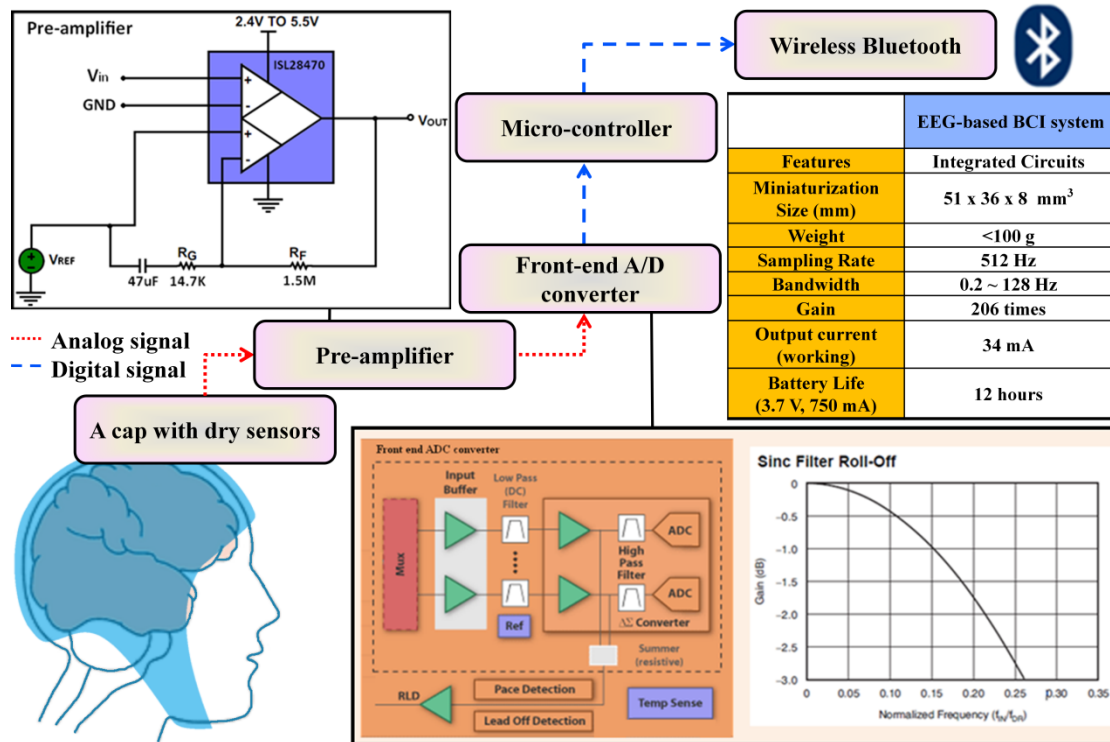 Pre-amplifier
2.4V TO 5.5V
ISL28470
Vin
GND
+
-
+
-
VOUT
VREF
47uF
RG
14.7K
RF
1.5M
Wireless Bluetooth
Micro-controller
Front-end A/D
converter
Pre-amplifier
A cap with dry sensors
Analog signal
Digital signal
EEG-based BCI system
Features Integrated Circuits
Miniaturization
Size (mm) 51 x 36 x 8 mm³
Weight <100 g
Sampling Rate 512 Hz
Bandwidth 0.2 ~ 128 Hz
Gain 206 times
Output current
(working) 34 mA
Battery Life
(3.7 V, 750 mA) 12 hours
Front end ADC converter
Input
Buffer
Low Pass
(DC)
Filter
Mux
ADC
High
Pass
Filter
ADC
Ref
ΔΣ Converter
Summer
(resistive)
RLD
Pace Detection
Lead Off Detection
Temp Sense
Sinc Filter Roll-Off
Gain (dB)
0
-0.5
-1.0
-1.5
-2.0
-2.5
-3.0
0 0.05 0.10 0.15 0.20 0.25 0.30 0.35
Normalized Frequency (fIN/fDR)